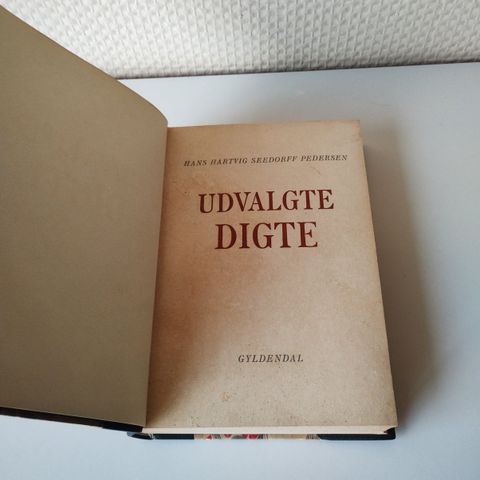 HANS HARTVIG SEEDORFF PEDERSEN
UDVALGTE
DIGTE
GYLDENDAL